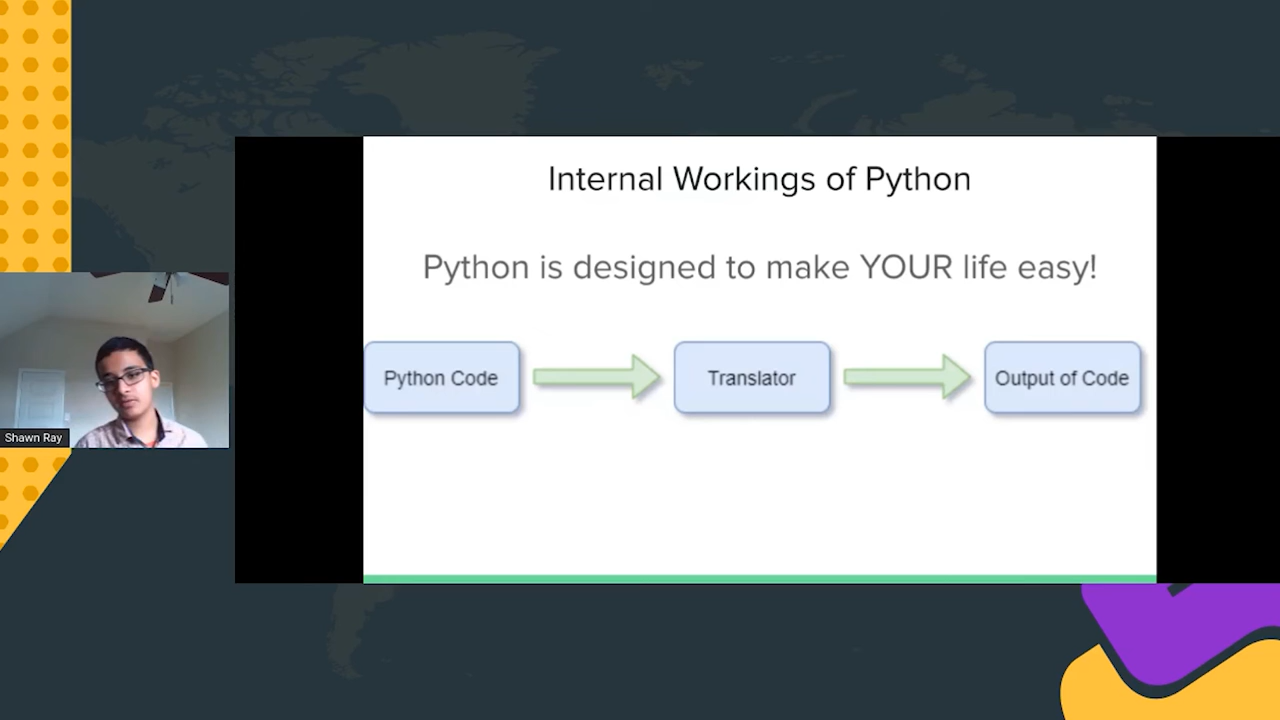 Internal Workings of Python
Python is designed to make YOUR life easy!
Python Code
Translator
Output of Code
Shawn Ray